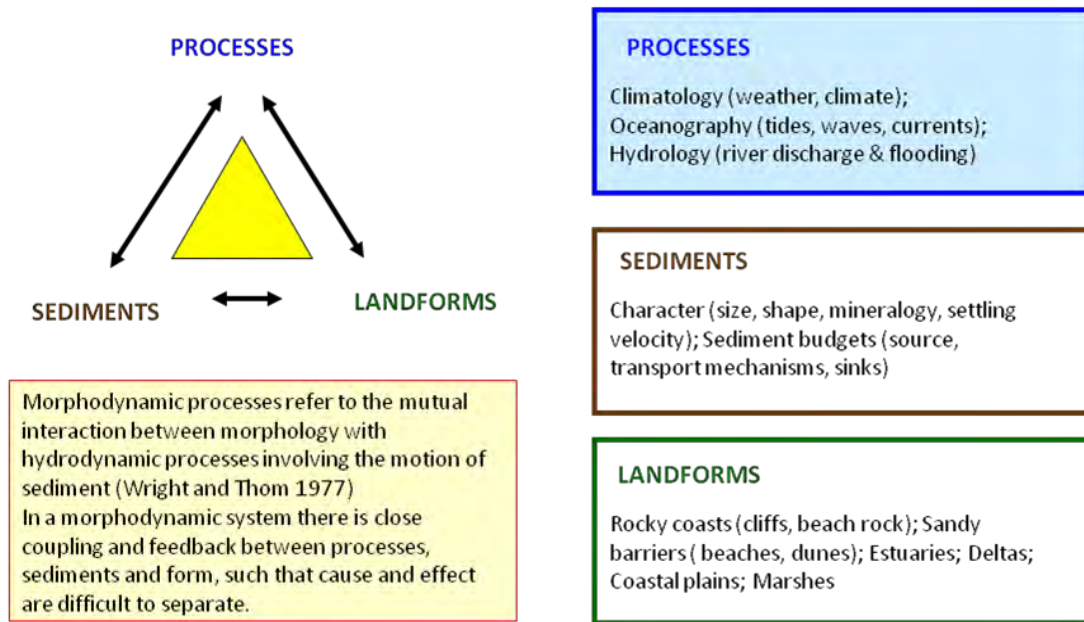 PROCESSES
SEDIMENTS
LANDFORMS
Morphodynamic processes refer to the mutual
interaction between morphology with
hydrodynamic processes involving the motion of
sediment (Wright and Thom 1977)
In a morphodynamic system there is close
coupling and feedback between processes,
sediments and form, such that cause and effect
are difficult to separate.
PROCESSES
Climatology (weather, climate);
Oceanography (tides, waves, currents);
Hydrology (river discharge & flooding)
SEDIMENTS
Character (size, shape, mineralogy, settling
velocity); Sediment budgets (source,
transport mechanisms, sinks)
LANDFORMS
Rocky coasts (cliffs, beach rock); Sandy
barriers ( beaches, dunes); Estuaries; Deltas;
Coastal plains; Marshes